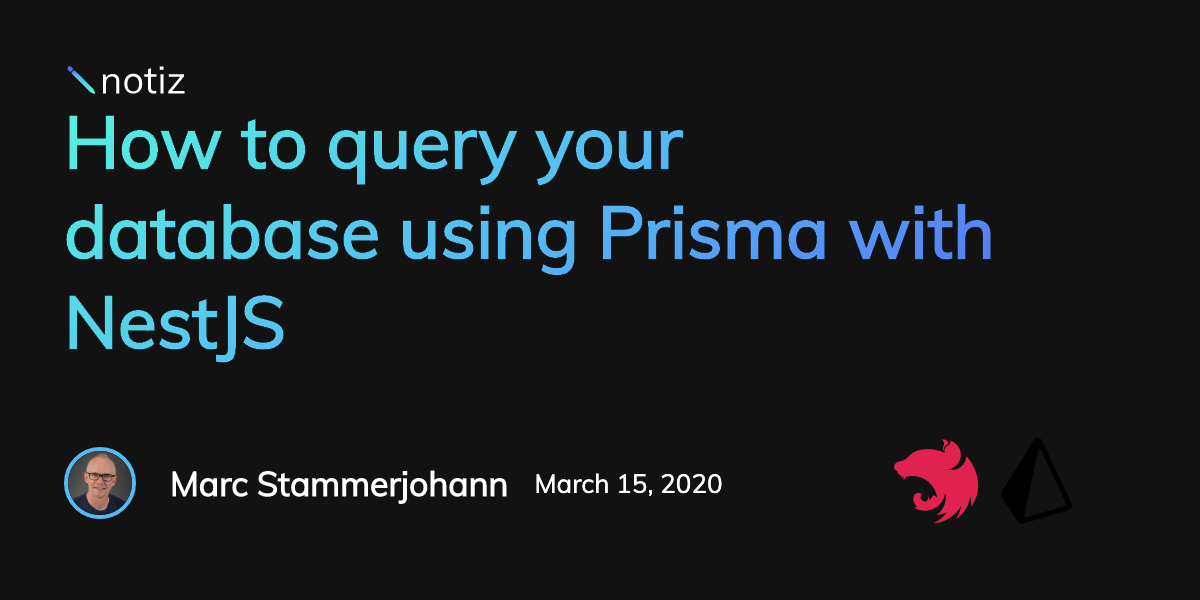 notiz
How to query your
database using Prisma with
NestJS
Marc Stammerjohann March 15, 2020